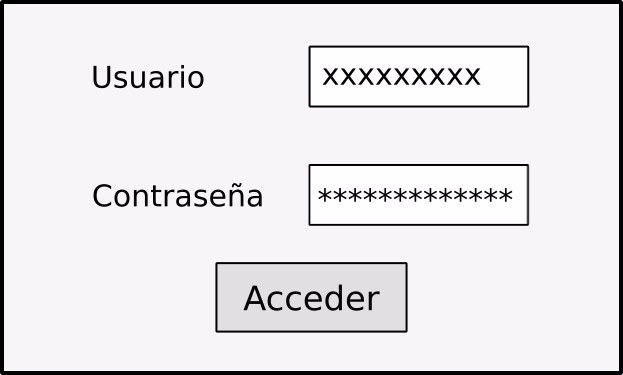 Usuario xxxxxxxxx
Contraseña *************
Acceder